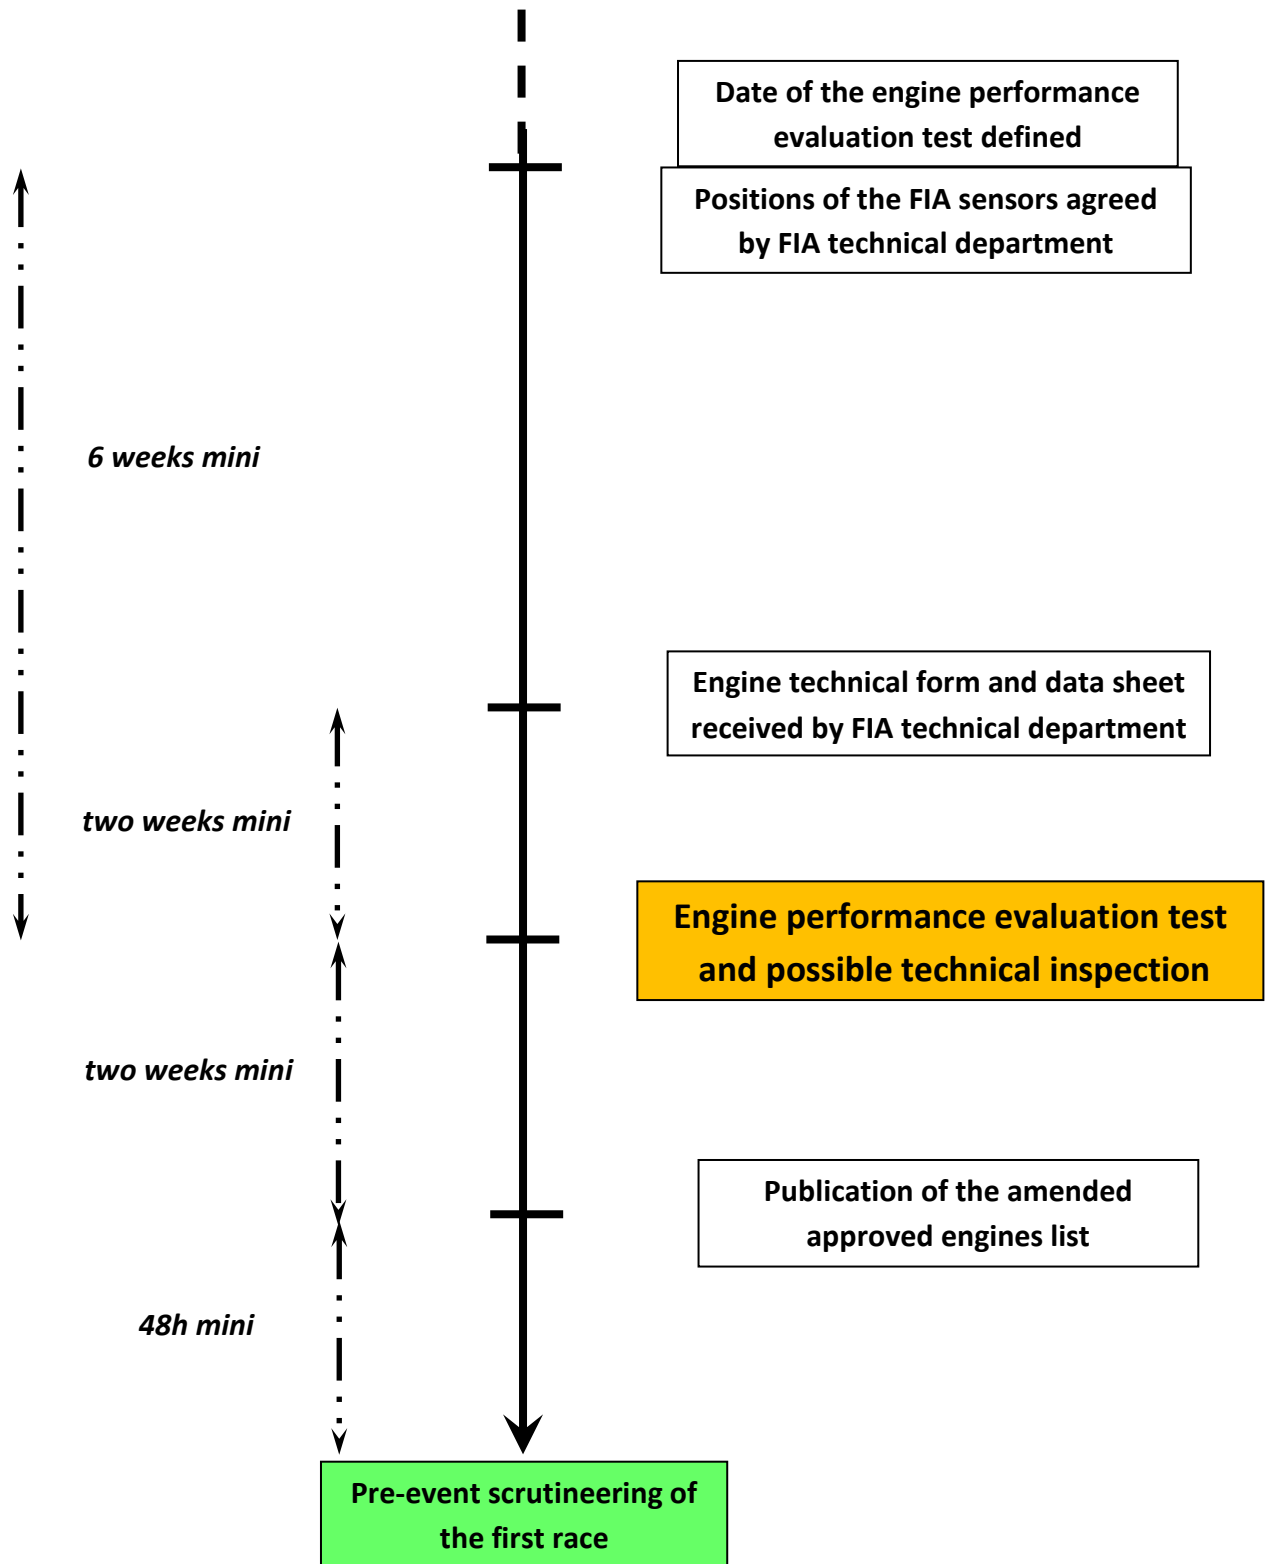 Date of the engine performance
evaluation test defined
Positions of the FIA sensors agreed
by FIA technical department
6 weeks mini
Engine technical form and data sheet
received by FIA technical department
two weeks mini
Engine performance evaluation test
and possible technical inspection
two weeks mini
Publication of the amended
approved engines list
48h mini
Pre-event scrutineering of
the first race